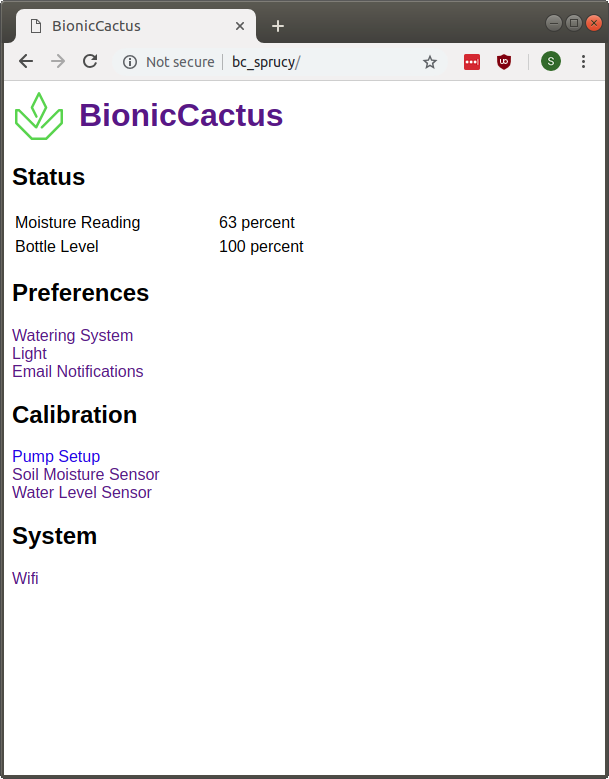 BionicCactus
Not secure bc_sprucy/
S
BionicCactus
Status
Moisture Reading 63 percent
Bottle Level 100 percent
Preferences
Watering System
Light
Email Notifications
Calibration
Pump Setup
Soil Moisture Sensor
Water Level Sensor
System
Wifi